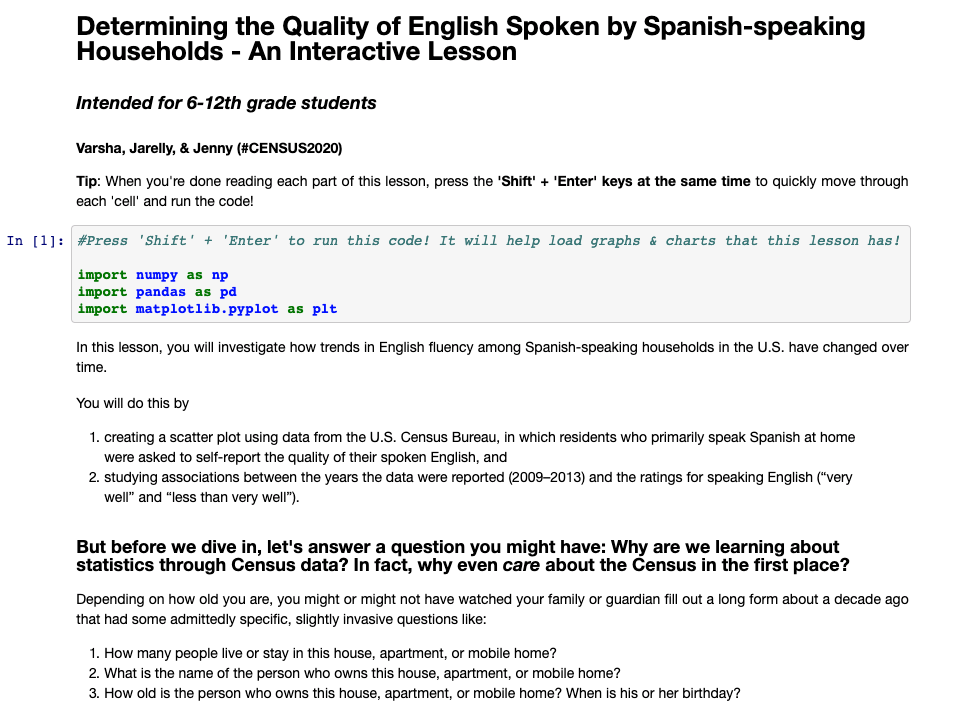 Determining the Quality of English Spoken by Spanish-speaking
Households - An Interactive Lesson
Intended for 6-12th grade students
Varsha, Jarelly, & Jenny (#CENSUS2020)
Tip: When you're done reading each part of this lesson, press the 'Shift' + 'Enter' keys at the same time to quickly move through
each 'cell' and run the code!
In [1]: #Press 'Shift' + 'Enter' to run this code! It will help load graphs & charts that this lesson has!
import numpy as np
import pandas as pd
import matplotlib.pyplot as plt
In this lesson, you will investigate how trends in English fluency among Spanish-speaking households in the U.S. have changed over
time.
You will do this by
1. creating a scatter plot using data from the U.S. Census Bureau, in which residents who primarily speak Spanish at home
were asked to self-report the quality of their spoken English, and
2. studying associations between the years the data were reported (2009–2013) and the ratings for speaking English (“very
well” and “less than very well”).
But before we dive in, let's answer a question you might have: Why are we learning about
statistics through Census data? In fact, why even care about the Census in the first place?
Depending on how old you are, you might or might not have watched your family or guardian fill out a long form about a decade ago
that had some admittedly specific, slightly invasive questions like:
1. How many people live or stay in this house, apartment, or mobile home?
2. What is the name of the person who owns this house, apartment, or mobile home?
3. How old is the person who owns this house, apartment, or mobile home? When is his or her birthday?